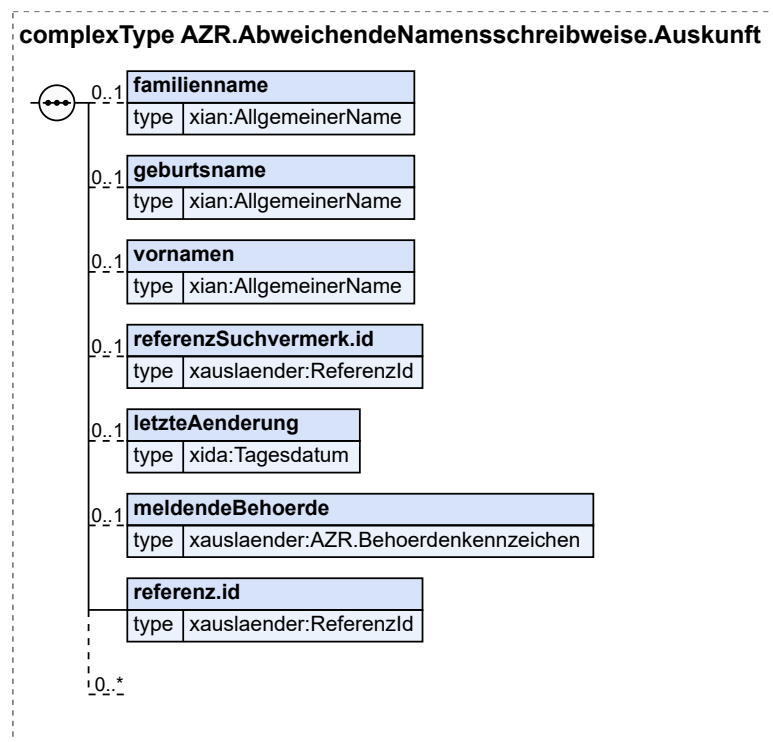 complexType AZR.AbweichendeNamensschreibweise.Auskunft
0..1 familienname
type xian:AllgemeinerName
0..1 geburtsname
type xian:AllgemeinerName
0..1 vornamen
type xian:AllgemeinerName
0..1 referenzSuchvermerk.id
type xauslaender:ReferenzId
0..1 letzteAenderung
type xida:Tagesdatum
0..1 meldendeBehoerde
type xauslaender:AZR.Behoerdenkennzeichen
referenz.id
type xauslaender:ReferenzId
0..*